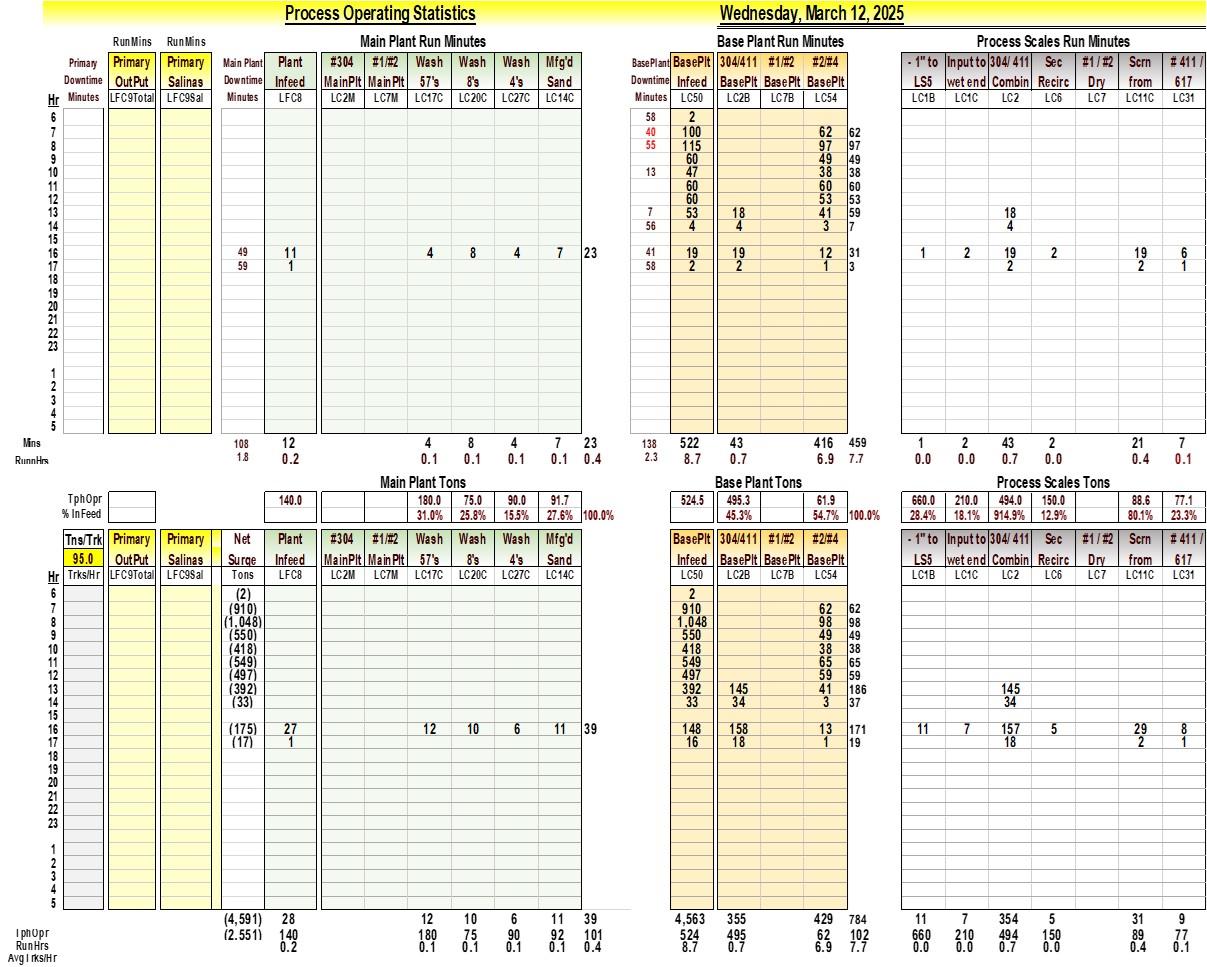 Process Operating Statistics Wednesday, March 12, 2025
RunMins RunMins Main Plant Run Minutes Base Plant Run Minutes Process Scales Run Minutes
Primary Primary Primary Main Plant Plant #304 #1/#2 Wash Wash Wash Mfg'd BasePlant BasePlt 304/411 #1/#2 #2/#4 - 1" to Input to 304/ 411 Sec #1 / #2 Scrn # 411 /
Downtime OutPut Salinas Downtime Infeed MainPlt MainPlt 57's 8's 4's Sand Downtime Infeed BasePlt BasePlt BasePlt LS5 wet end Combin Recirc Dry from 617
Hr Minutes LFC9Total LFC9Sal Minutes LFC8 LC2M LC7M LC17C LC20C LC27C LC14C Minutes LC50 LC2B LC7B LC54 LC1B LC1C LC2 LC6 LC7 LC11C LC31
6 58 2
7 40 100 62 62
8 55 115 97 97
9 60 49 49
10 13 47 38 38
11 60 60 60
12 60 53 53
13 7 53 18 41 59 18
14 56 4 4 3 7 4
15
16 49 11 4 8 4 7 23 41 19 19 12 31 1 2 19 2 19 6
17 59 1 58 2 2 1 3 2 2 1
18
19
20
21
22
23
1
2
3
4
5
Mins 108 12 4 8 4 7 23 138 522 43 416 459 1 2 43 2 21 7
RunnHrs 1.8 0.2 0.1 0.1 0.1 0.1 0.4 2.3 8.7 0.7 6.9 7.7 0.0 0.0 0.7 0.0 0.4 0.1
Main Plant Tons Base Plant Tons Process Scales Tons
TphOpr 140.0 180.0 75.0 90.0 91.7 524.5 495.3 61.9 660.0 210.0 494.0 150.0 88.6 77.1
% InFeed 31.0% 25.8% 15.5% 27.6% 100.0% 45.3% 54.7% 100.0% 28.4% 18.1% 914.9% 12.9% 80.1% 23.3%
Tns/Trk Primary Primary Net Plant #304 #1/#2 Wash Wash Wash Mfg'd BasePlt 304/411 #1/#2 #2/#4 - 1" to Input to 304/ 411 Sec #1 / #2 Scrn # 411 /
95.0 OutPut Salinas Surge Infeed MainPlt MainPlt 57's 8's 4's Sand Infeed BasePlt BasePlt BasePlt LS5 wet end Combin Recirc Dry from 617
Hr Trks/Hr LFC9Total LFC9Sal Tons LFC8 LC2M LC7M LC17C LC20C LC27C LC14C LC50 LC2B LC7B LC54 LC1B LC1C LC2 LC6 LC7 LC11C LC31
6 (2) 2
7 (910) 910 62 62
8 (1,048) 1,048 98 98
9 (550) 550 49 49
10 (418) 418 38 38
11 (549) 549 65 65
12 (497) 497 59 59
13 (392) 392 145 41 186 145
14 (33) 33 34 3 37 34
15
16 (175) 27 12 10 6 11 39 148 158 13 171 11 7 157 5 29 8
17 (17) 1 16 18 1 19 18 2 1
18
19
20
21
22
23
1
2
3
4
5
(4,591) 28 12 10 6 11 39 4,563 355 429 784 11 7 354 5 31 9
TphOpr (2,551) 140 180 75 90 92 101 524 495 62 102 660 210 494 150 89 77
RunHrs 0.2 0.1 0.1 0.1 0.1 0.4 8.7 0.7 6.9 7.7 0.0 0.0 0.7 0.0 0.4 0.1
AvgTrks/Hr